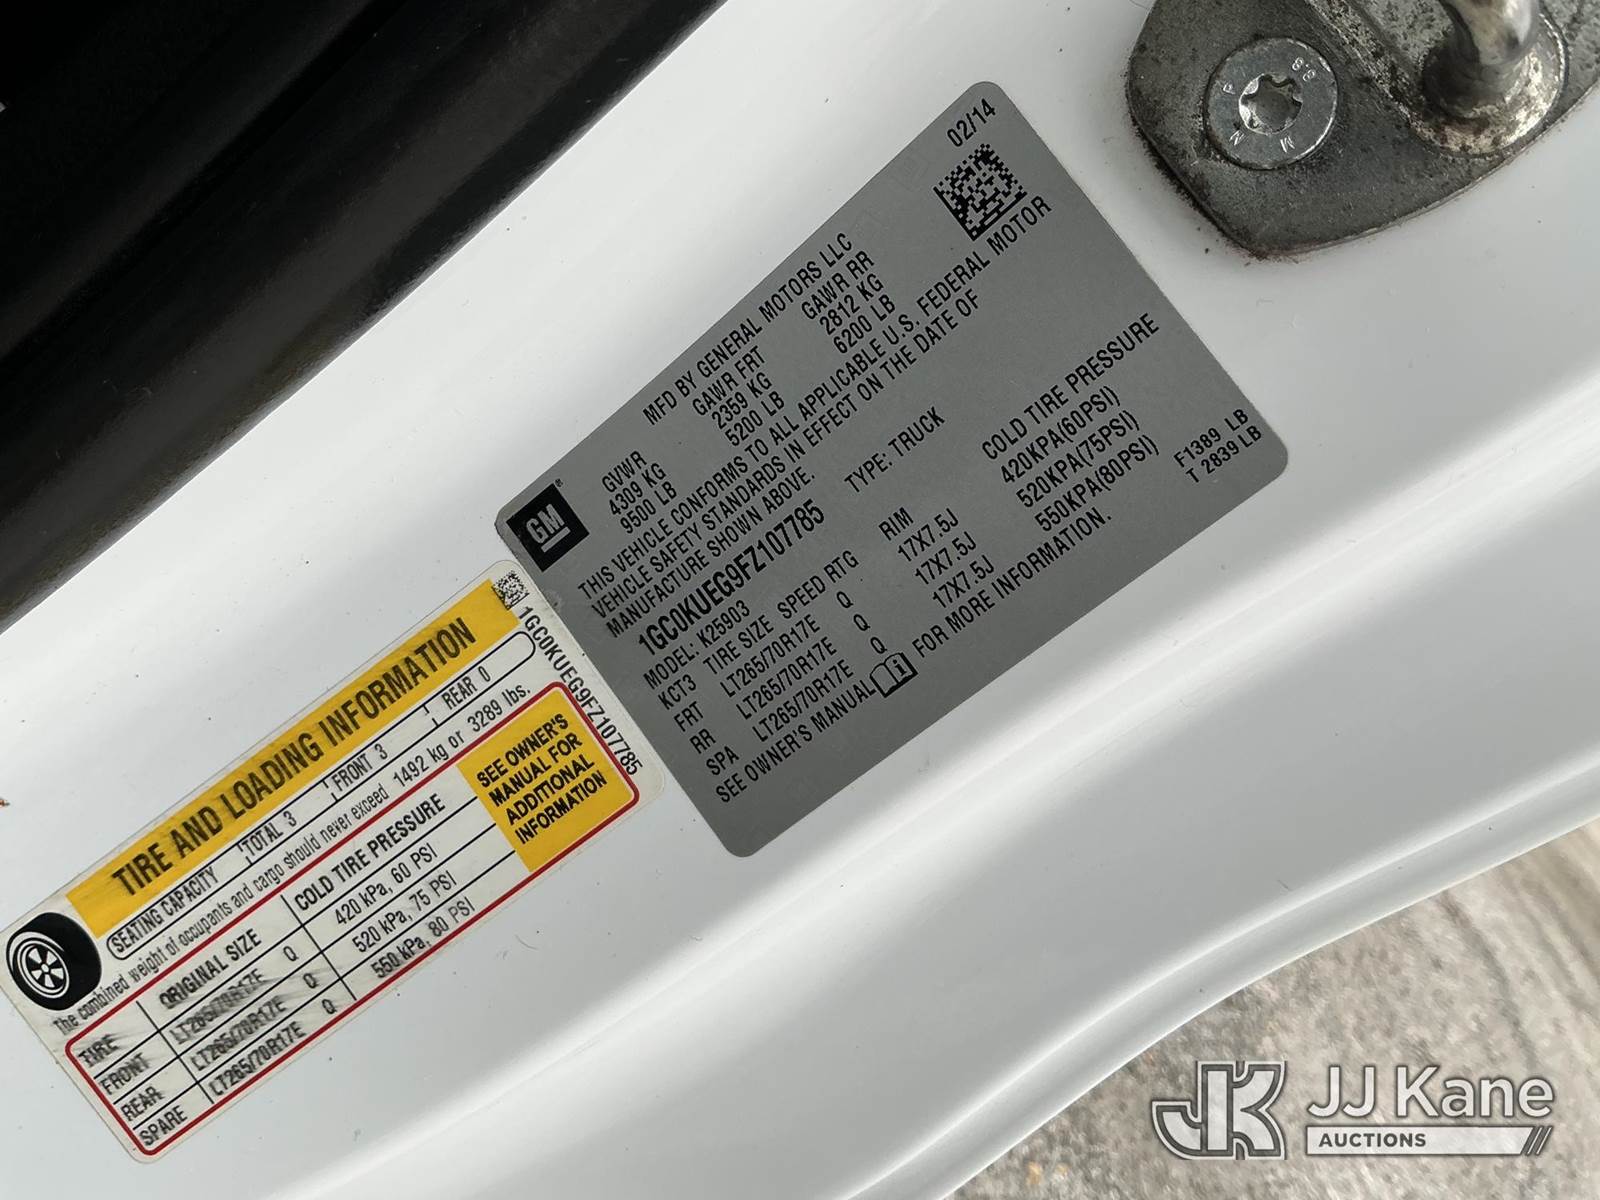 02/14
GM
MFD BY GENERAL MOTORS LLC
GVWR GAWR FRT GAWR RR
4309 KG 2359 KG 2812 KG
9500 LB 5200 LB 6200 LB
THIS VEHICLE CONFORMS TO ALL APPLICABLE U.S. FEDERAL MOTOR
VEHICLE SAFETY STANDARDS IN EFFECT ON THE DATE OF
MANUFACTURE SHOWN ABOVE.
1GC0KUEG9FZ107785 TYPE: TRUCK
MODEL: K25903
KCT3 TIRE SIZE SPEED RTG RIM COLD TIRE PRESSURE
FRT LT265/70R17E Q 17X7.5J 420KPA(60PSI)
RR LT265/70R17E Q 17X7.5J 520KPA(75PSI)
SPA LT265/70R17E Q 17X7.5J 550KPA(80PSI)
SEE OWNER'S MANUAL FOR MORE INFORMATION.
F1389 LB
T 2839 LB
TIRE AND LOADING INFORMATION
SEATING CAPACITY TOTAL 3 FRONT 3 REAR 0
The combined weight of occupants and cargo should never exceed 1492 kg or 3289 lbs.
TIRE ORIGINAL SIZE COLD TIRE PRESSURE
FRONT LT265/70R17E Q 420 kPa, 60 PSI
REAR LT265/70R17E Q 520 kPa, 75 PSI
SPARE LT265/70R17E Q 550 kPa, 80 PSI
SEE OWNER'S
MANUAL FOR
ADDITIONAL
INFORMATION
1GC0KUEG9FZ107785
8.8
M
N
P
JK JJ Kane
AUCTIONS